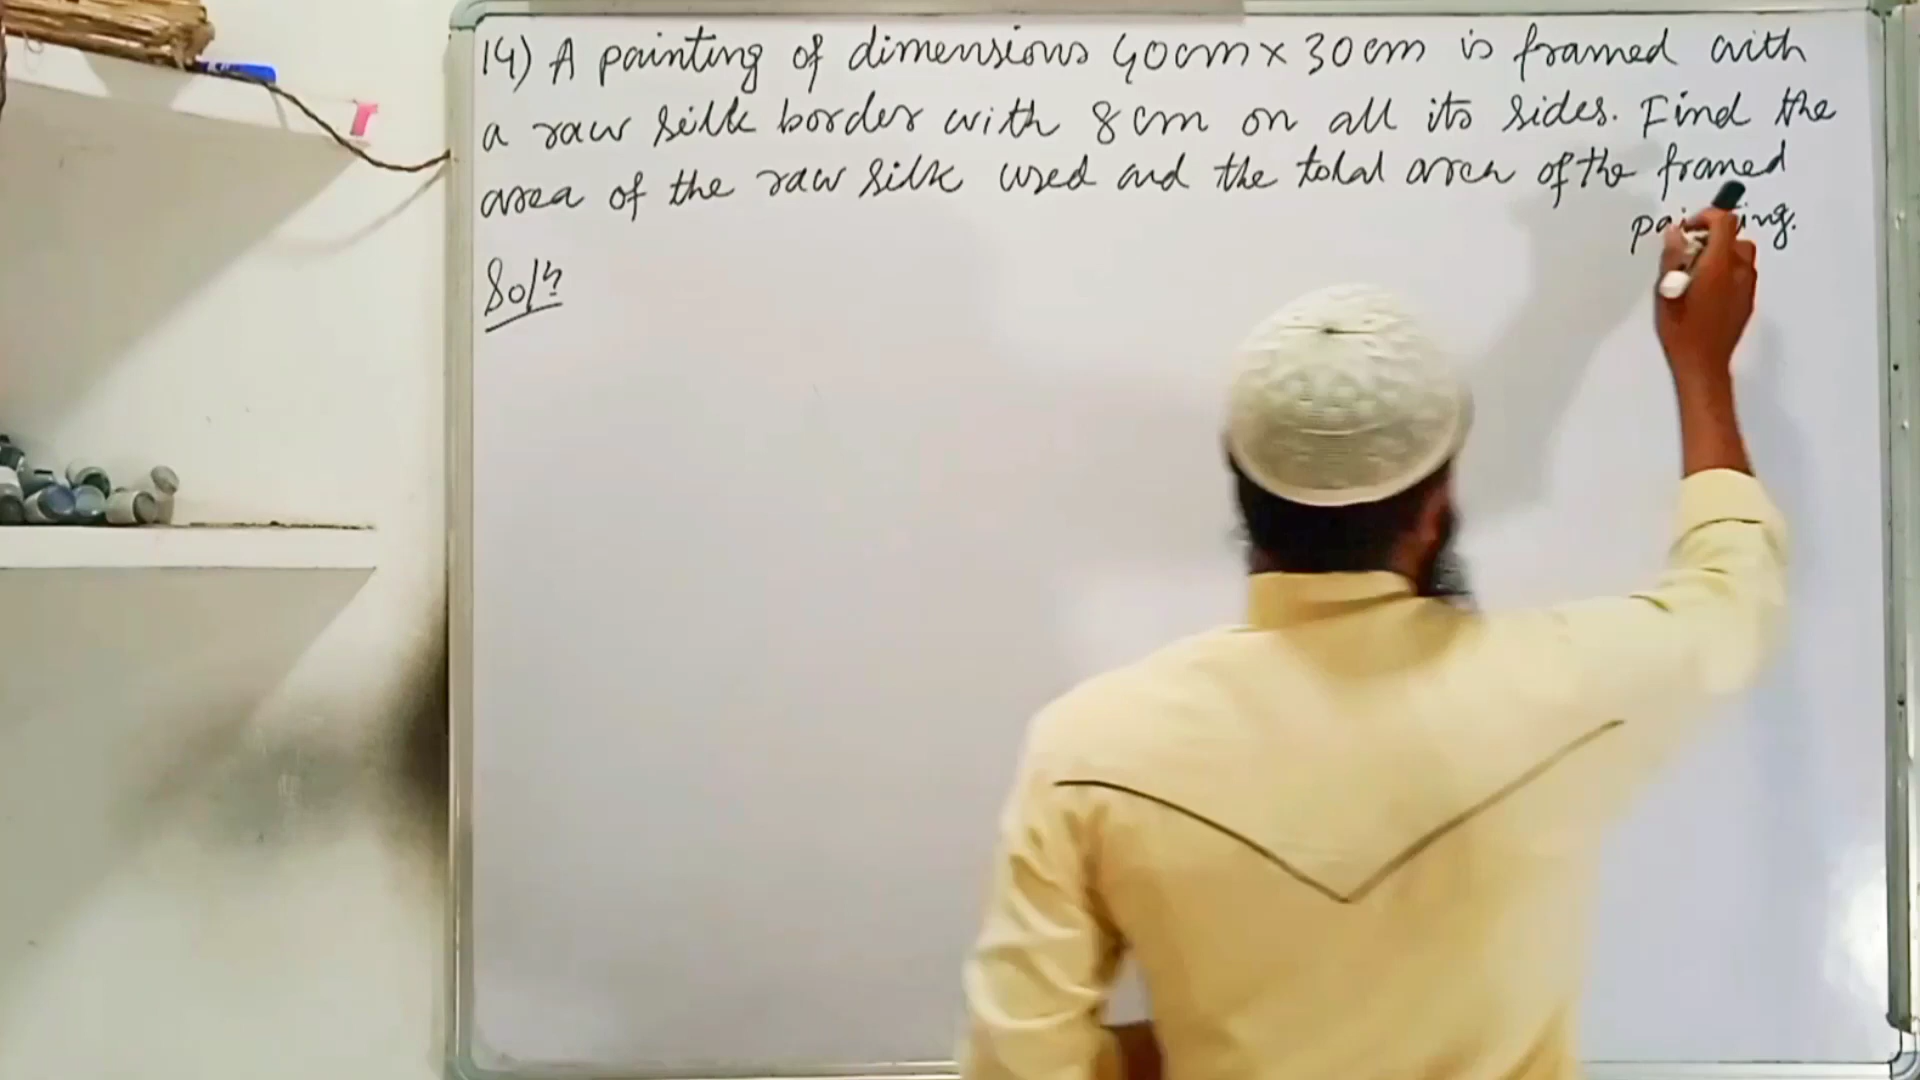 14) A painting of dimensions 40cm x 30cm is framed with
a raw silk border with 8cm on all its sides. Find the
area of the raw silk used and the total area of the framed
painting.
Soln